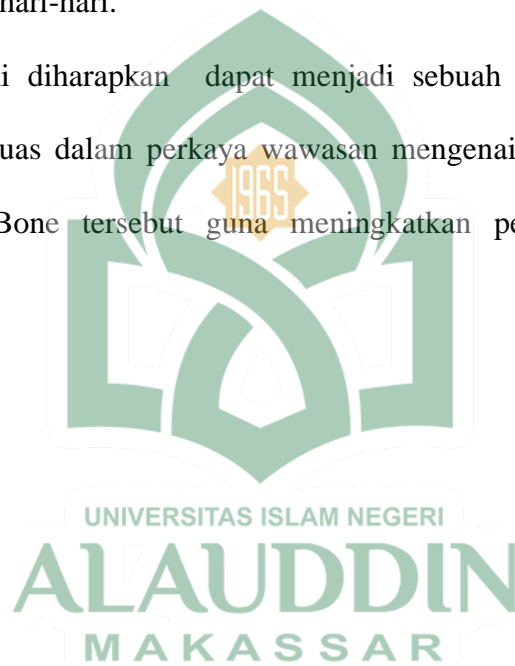 hari-hari.
i diharapkan dapat menjadi sebuah
uas dalam perkaya wawasan mengenai
1965
Bone tersebut guna meningkatkan pe
UNIVERSITAS ISLAM NEGERI
ALAUDDIN
MAKASSAR